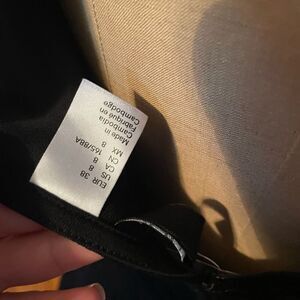 EUR 38
US 8
CA 8
CN 165/88A
MX 8
Made in
Cambodia
Fabriqué en
Cambodge